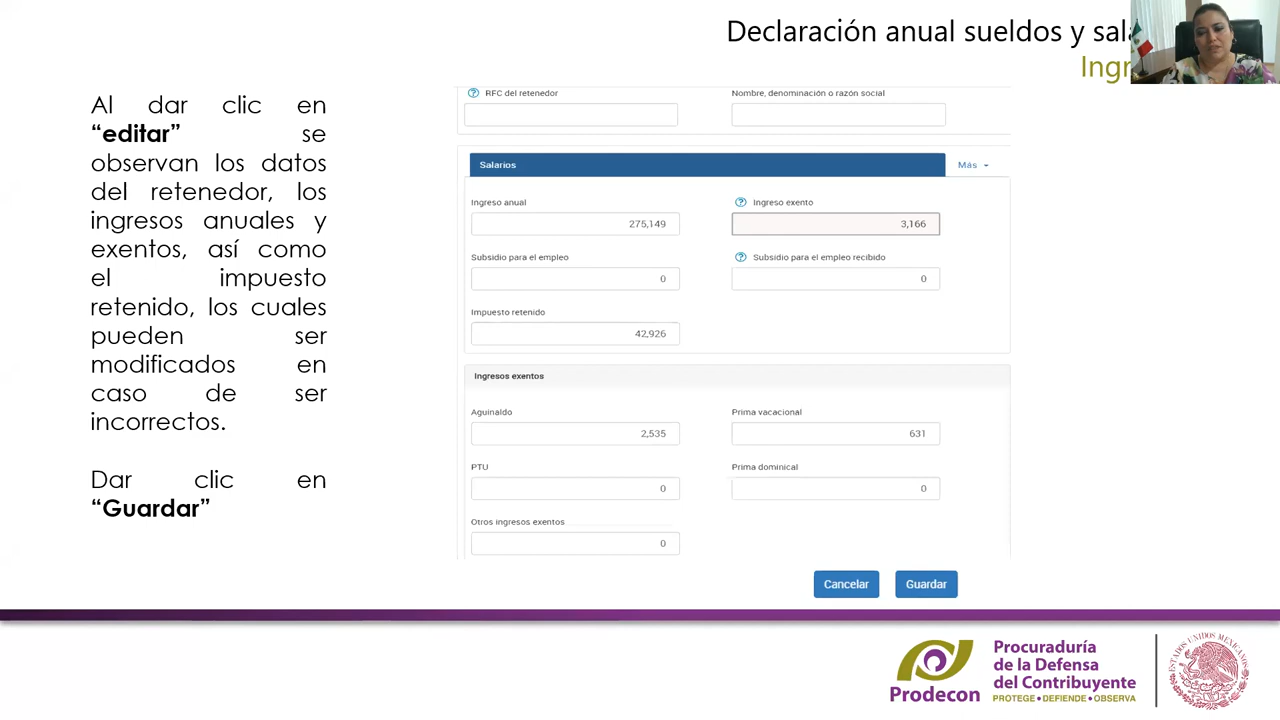 Declaración anual sueldos y
Al dar clic en
“editar” se
observan los datos
del retenedor, los
ingresos anuales y
exentos, así como
el impuesto
retenido, los cuales
pueden ser
modificados en
caso de ser
incorrectos.
Dar clic en
“Guardar”
RFC del retenedor
Nombre, denominación o razón social
Salarios
Más
Ingreso anual
Ingreso exento
275,149
3,166
Subsidio para el empleo
Subsidio para el empleo recibido
0
0
Impuesto retenido
42,926
Ingresos exentos
Aguinaldo
Prima vacacional
2,535
631
PTU
Prima dominical
0
0
Otros ingresos exentos
0
Cancelar
Guardar
Prodecon
Procuraduría
de la Defensa
del Contribuyente
PROTEGE•DEFIENDE•OBSERVA
ESTADOS UNIDOS MEXICANOS